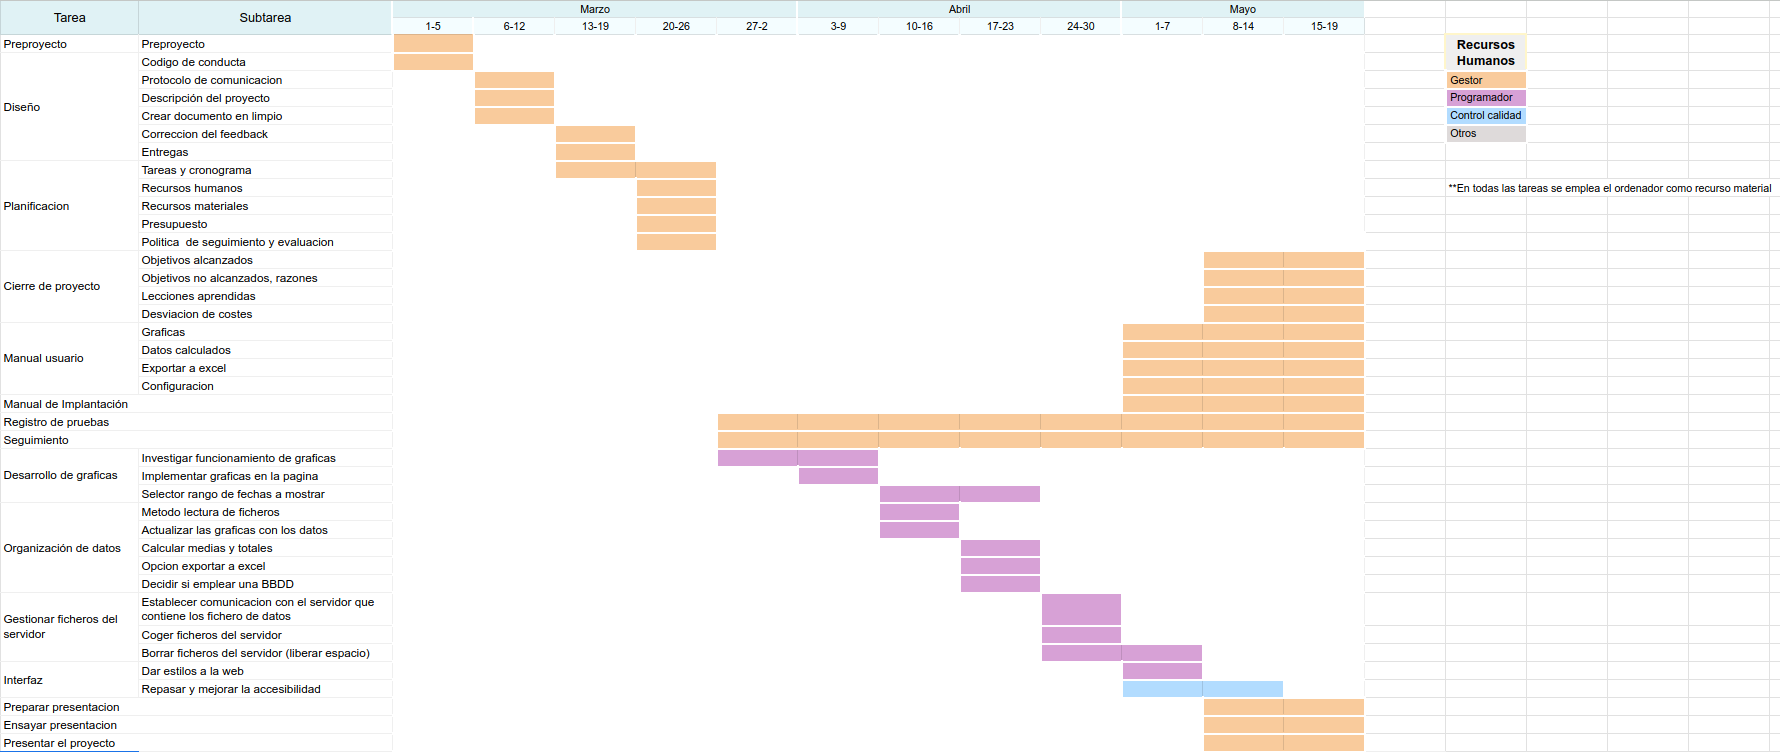 Tarea Subtarea Marzo Abril Mayo
1-5 6-12 13-19 20-26 27-2 3-9 10-16 17-23 24-30 1-7 8-14 15-19
Preproyecto Preproyecto
Recursos
Humanos
Diseño
Codigo de conducta
Protocolo de comunicacion
Gestor
Descripción del proyecto
Programador
Crear documento en limpio
Control calidad
Correccion del feedback
Otros
Entregas
Planificacion
Tareas y cronograma
Recursos humanos
**En todas las tareas se emplea el ordenador como recurso material
Recursos materiales
Presupuesto
Politica de seguimiento y evaluacion
Cierre de proyecto
Objetivos alcanzados
Objetivos no alcanzados, razones
Lecciones aprendidas
Desviacion de costes
Manual usuario
Graficas
Datos calculados
Exportar a excel
Configuracion
Manual de Implantación
Registro de pruebas
Seguimiento
Desarrollo de graficas
Investigar funcionamiento de graficas
Implementar graficas en la pagina
Selector rango de fechas a mostrar
Organización de datos
Metodo lectura de ficheros
Actualizar las graficas con los datos
Calcular medias y totales
Opcion exportar a excel
Decidir si emplear una BBDD
Gestionar ficheros del
servidor
Establecer comunicacion con el servidor que
contiene los fichero de datos
Coger ficheros del servidor
Borrar ficheros del servidor (liberar espacio)
Interfaz
Dar estilos a la web
Repasar y mejorar la accesibilidad
Preparar presentacion
Ensayar presentacion
Presentar el proyecto